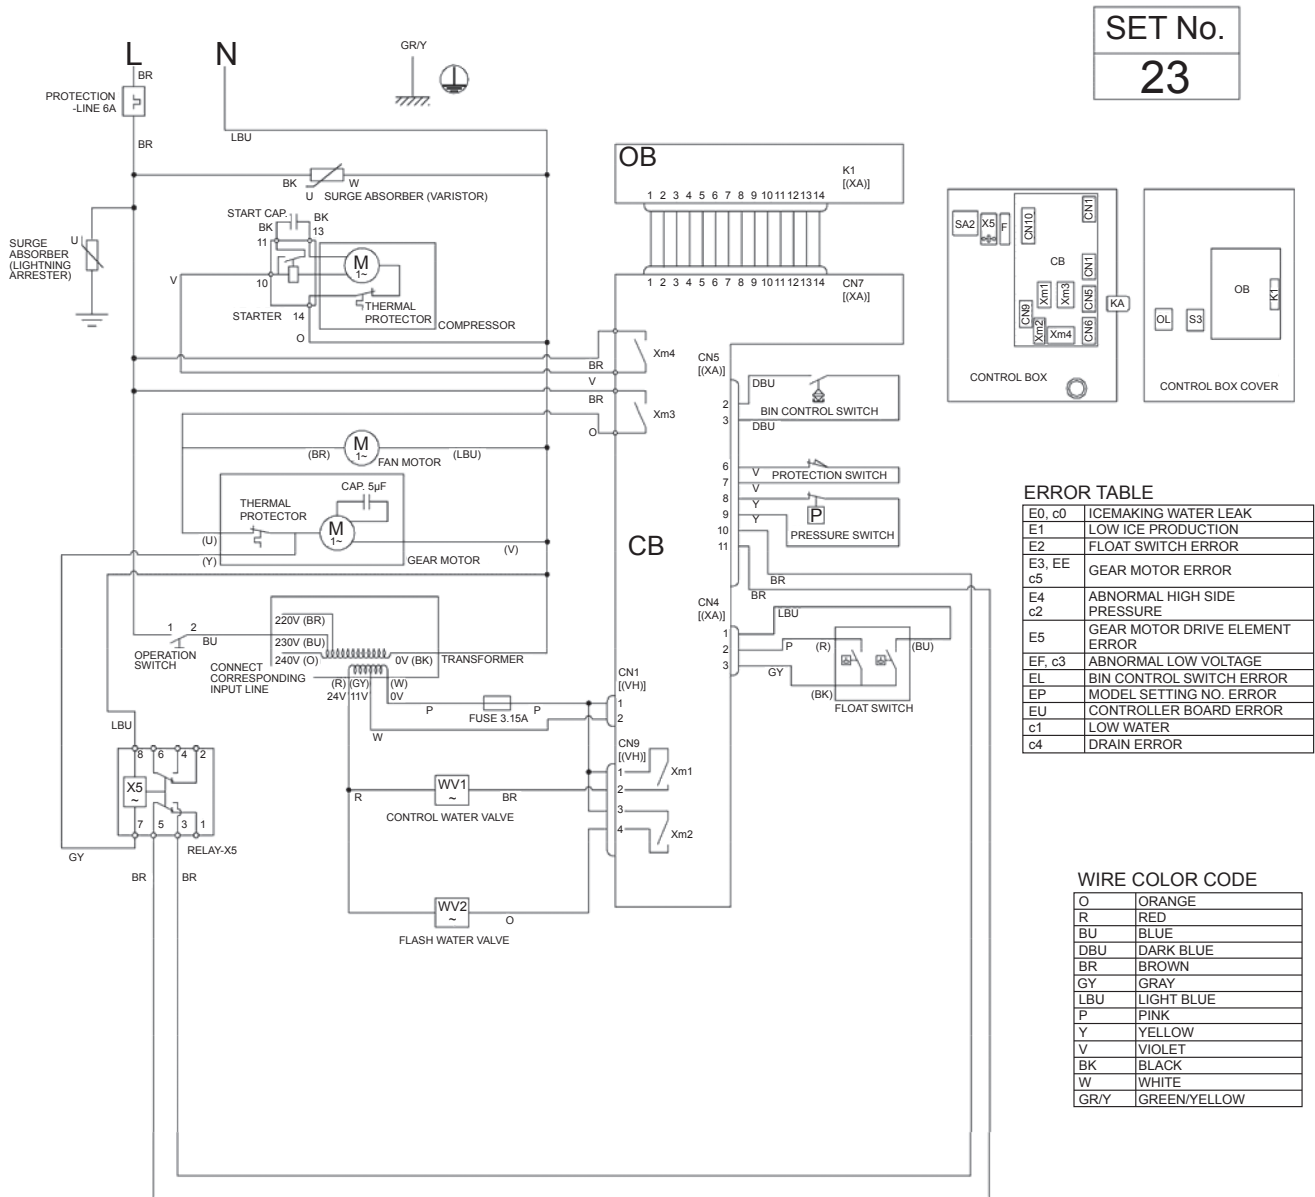 SET No.
23
L
N
GR/Y
BR
PROTECTION
-LINE 6A
BR
LBU
BK
W
U
SURGE ABSORBER (VARISTOR)
SURGE
ABSORBER
(LIGHTNING
ARRESTER)
U
START CAP.
BK
BK
11
13
M
1~
10
V
THERMAL
PROTECTOR
STARTER
14
COMPRESSOR
O
OB
K1
[(XA)]
1 2 3 4 5 6 7 8 9 10 11 12 13 14
1 2 3 4 5 6 7 8 9 10 11 12 13 14
CN7
[(XA)]
Xm4
BR
V
BR
Xm3
O
CN5
[(XA)]
DBU
2
BIN CONTROL SWITCH
3
DBU
6
V
PROTECTION SWITCH
7
V
8
Y
P
9
Y
PRESSURE SWITCH
10
11
BR
BR
CB
(BR)
M
1~
(LBU)
FAN MOTOR
CAP. 5µF
THERMAL
PROTECTOR
M
1~
(U)
(Y)
(V)
GEAR MOTOR
1 2
BU
OPERATION
SWITCH
220V (BR)
230V (BU)
240V (O)
0V (BK)
TRANSFORMER
CONNECT
CORRESPONDING
INPUT LINE
(R) (GY) (W)
24V 11V 0V
P
FUSE 3.15A
P
W
CN1
[(VH)]
1
2
CN9
[(VH)]
1
Xm1
2
3
4
Xm2
R
WV1
~
BR
CONTROL WATER VALVE
WV2
~
O
FLASH WATER VALVE
CN4
[(XA)]
LBU
1
2
P
(R)
(BU)
3
GY
(BK)
FLOAT SWITCH
LBU
8 6 4 2
X5
~
7 5 3 1
RELAY-X5
GY
BR
BR
SA2
X5
F
CN10
CN1
CB
CN1
Xm1
Xm3
CN5
CN9
Xm2
Xm4
CN6
KA
CONTROL BOX
OL
S3
OB
K1
CONTROL BOX COVER
ERROR TABLE
E0, c0 ICEMAKING WATER LEAK
E1 LOW ICE PRODUCTION
E2 FLOAT SWITCH ERROR
E3, EE
c5 GEAR MOTOR ERROR
E4 ABNORMAL HIGH SIDE
c2 PRESSURE
E5 GEAR MOTOR DRIVE ELEMENT
ERROR
EF, c3 ABNORMAL LOW VOLTAGE
EL BIN CONTROL SWITCH ERROR
EP MODEL SETTING NO. ERROR
EU CONTROLLER BOARD ERROR
c1 LOW WATER
c4 DRAIN ERROR
WIRE COLOR CODE
O ORANGE
R RED
BU BLUE
DBU DARK BLUE
BR BROWN
GY GRAY
LBU LIGHT BLUE
P PINK
Y YELLOW
V VIOLET
BK BLACK
W WHITE
GR/Y GREEN/YELLOW